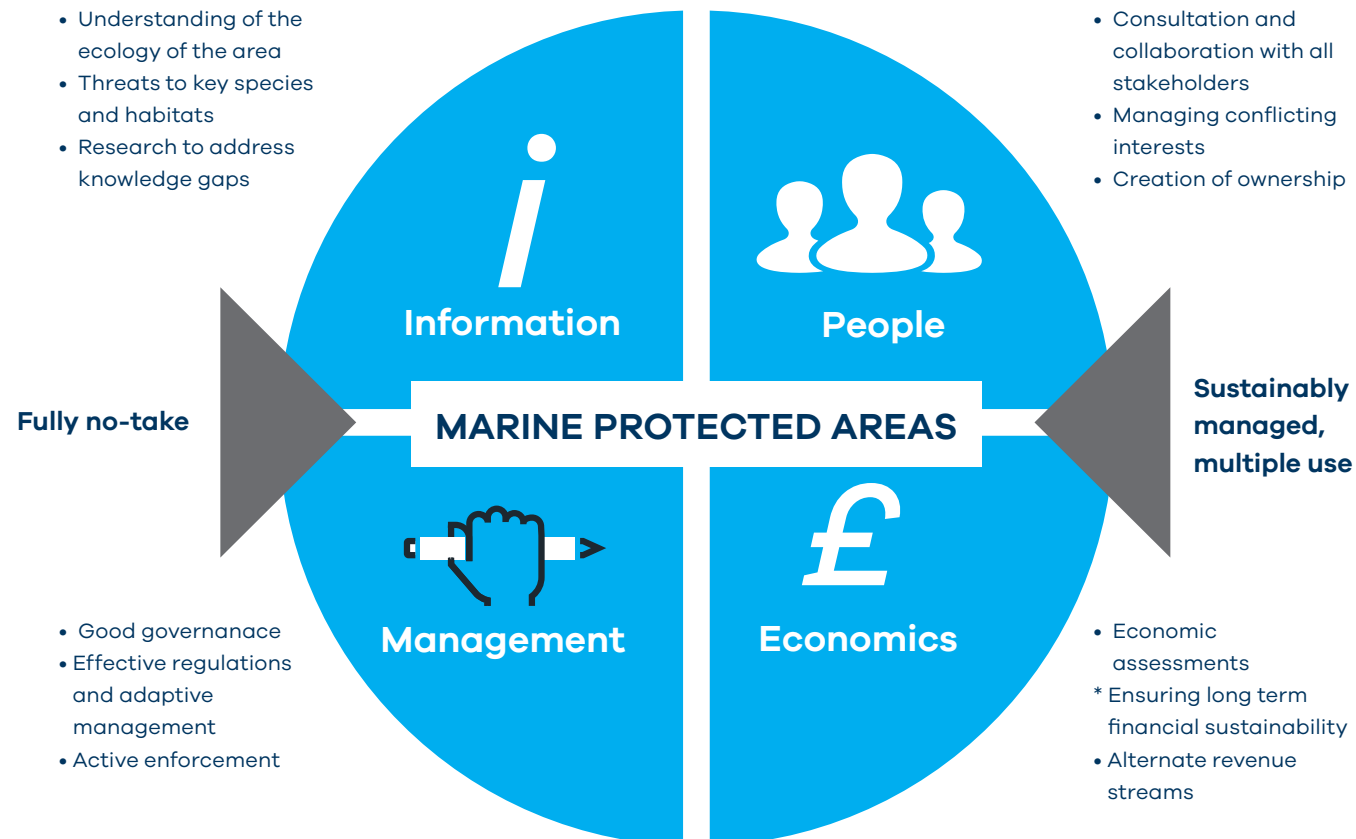 • Understanding of the
ecology of the area
• Threats to key species
and habitats
• Research to address
knowledge gaps
• Consultation and
collaboration with all
stakeholders
• Managing conflicting
interests
• Creation of ownership
i
Information
People
Fully no-take
MARINE PROTECTED AREAS
Sustainably
managed,
multiple use
Management
£
Economics
• Good governanace
• Effective regulations
and adaptive
management
• Active enforcement
• Economic
assessments
* Ensuring long term
financial sustainability
• Alternate revenue
streams